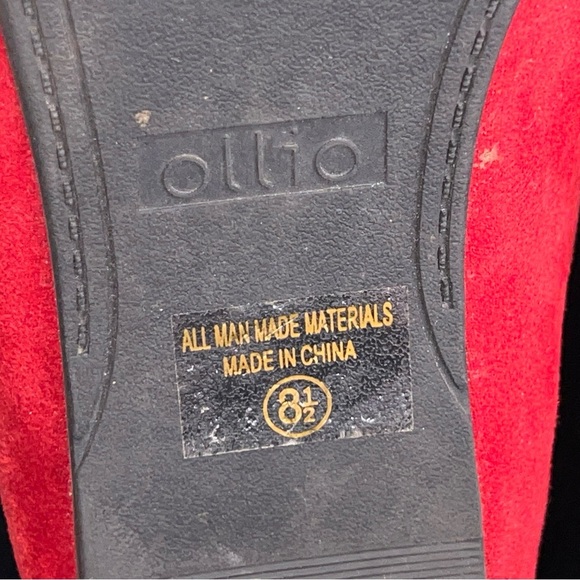 ollio
ALL MAN MADE MATERIALS
MADE IN CHINA
8½